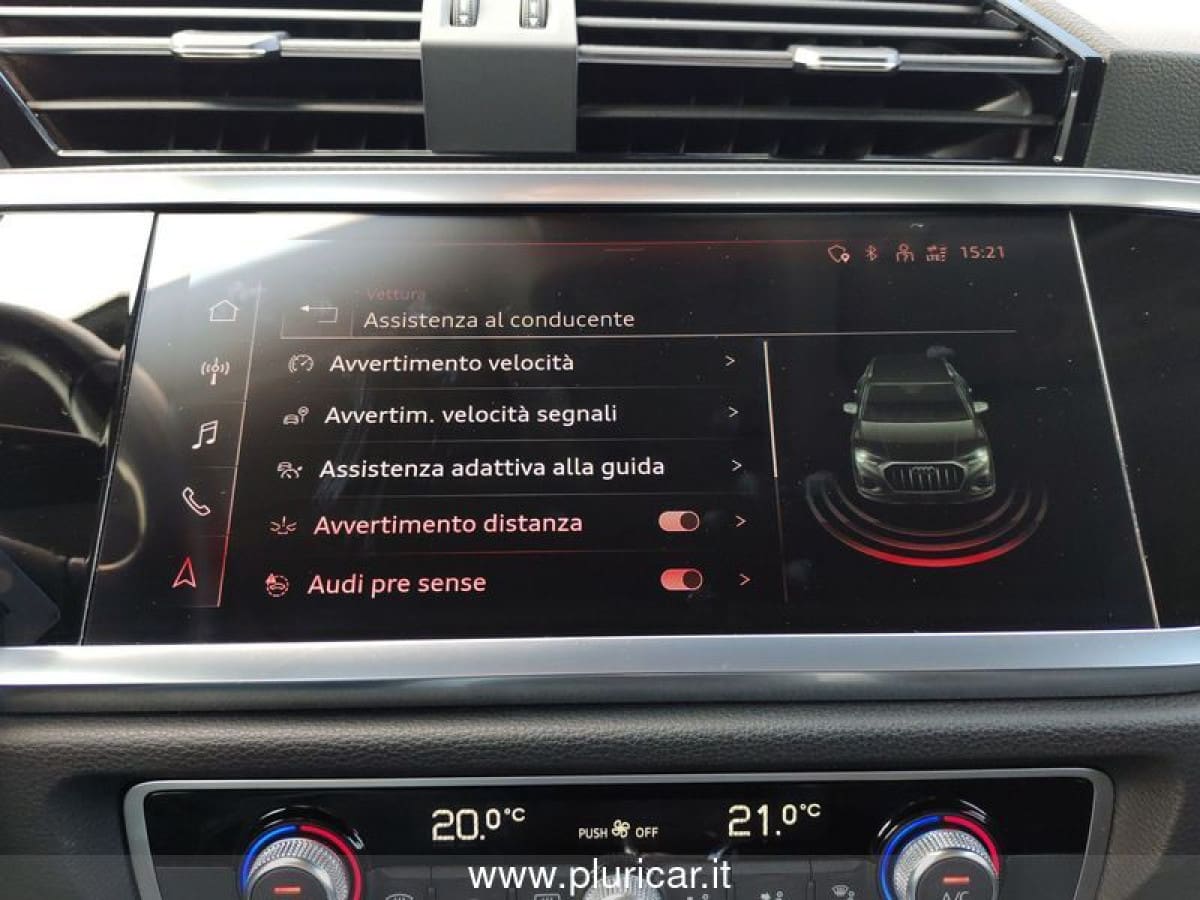 15:21
Vettura
Assistenza al conducente
Avvertimento velocità
Avvertim. velocità segnali
Assistenza adattiva alla guida
Avvertimento distanza
Audi pre sense
20.0°C
PUSH OFF
21.0°C
A/C
www.pluricar.it